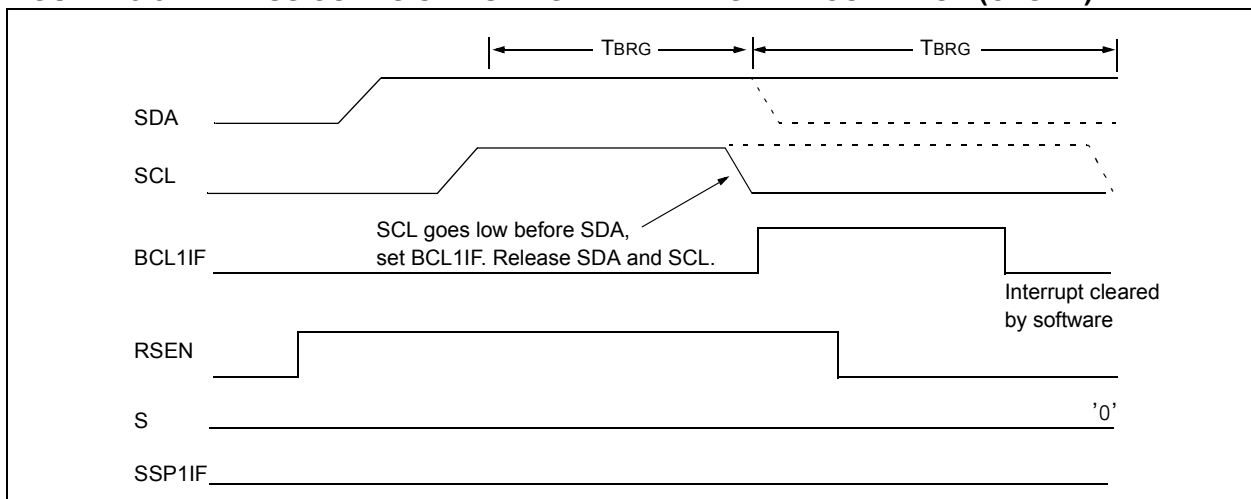 TBRG TBRG
SDA
SCL
SCL goes low before SDA,
set BCL1IF. Release SDA and SCL.
BCL1IF
Interrupt cleared
by software
RSEN
S '0'
SSP1IF